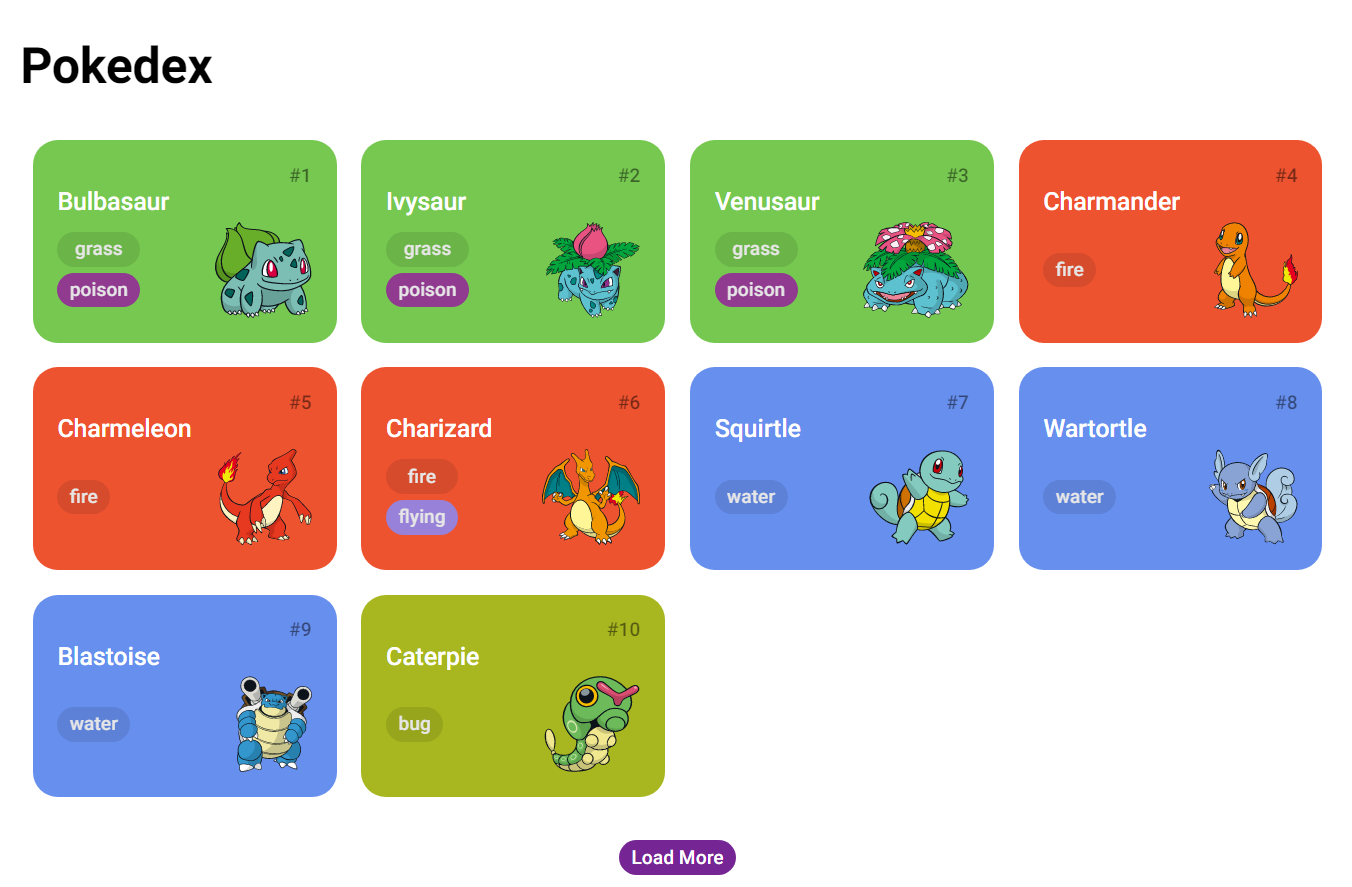 Pokedex
#1
Bulbasaur
grass
poison
#2
Ivysaur
grass
poison
#3
Venusaur
grass
poison
#4
Charmander
fire
#5
Charmeleon
fire
#6
Charizard
fire
flying
#7
Squirtle
water
#8
Wartortle
water
#9
Blastoise
water
#10
Caterpie
bug
Load More